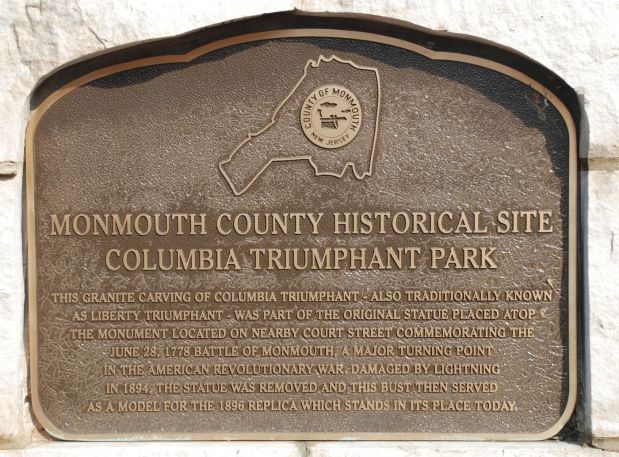 COUNTY OF MONMOUTH
NEW JERSEY
MONMOUTH COUNTY HISTORICAL SITE
COLUMBIA TRIUMPHANT PARK
THIS GRANITE CARVING OF COLUMBIA TRIUMPHANT - ALSO TRADITIONALLY KNOWN
AS LIBERTY TRIUMPHANT - WAS PART OF THE ORIGINAL STATUE PLACED ATOP
THE MONUMENT LOCATED ON NEARBY COURT STREET COMMEMORATING THE
JUNE 28, 1778 BATTLE OF MONMOUTH, A MAJOR TURNING POINT
IN THE AMERICAN REVOLUTIONARY WAR. DAMAGED BY LIGHTNING
IN 1894, THE STATUE WAS REMOVED AND THIS BUST THEN SERVED
AS A MODEL FOR THE 1896 REPLICA WHICH STANDS IN ITS PLACE TODAY.